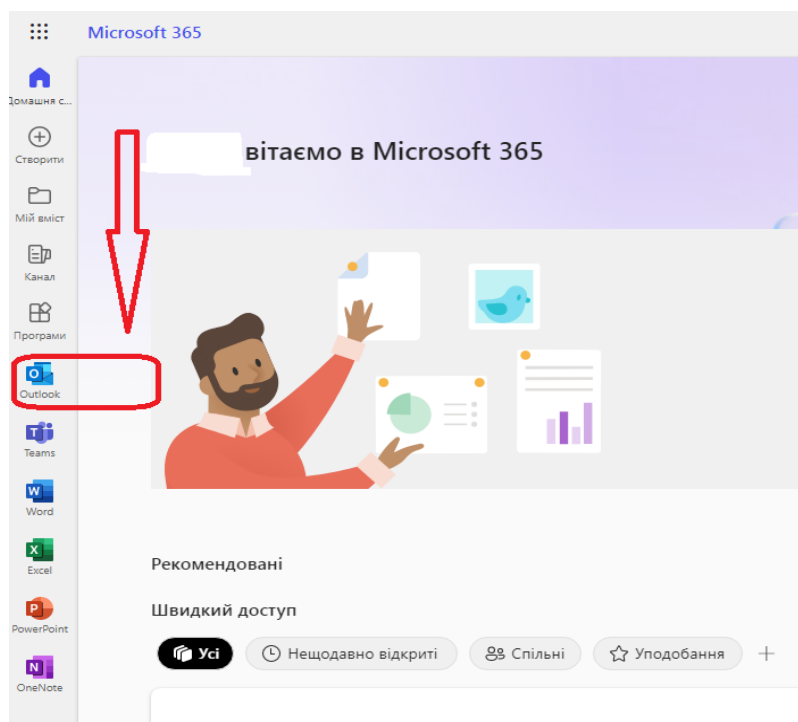 Microsoft 365
Домашня с...
Створити
Мій вміст
Канал
Програми
Outlook
Teams
Word
Excel
PowerPoint
OneNote
вітаємо в Microsoft 365
Рекомендовані
Швидкий доступ
Усі Нещодавно відкриті Спільні Уподобання